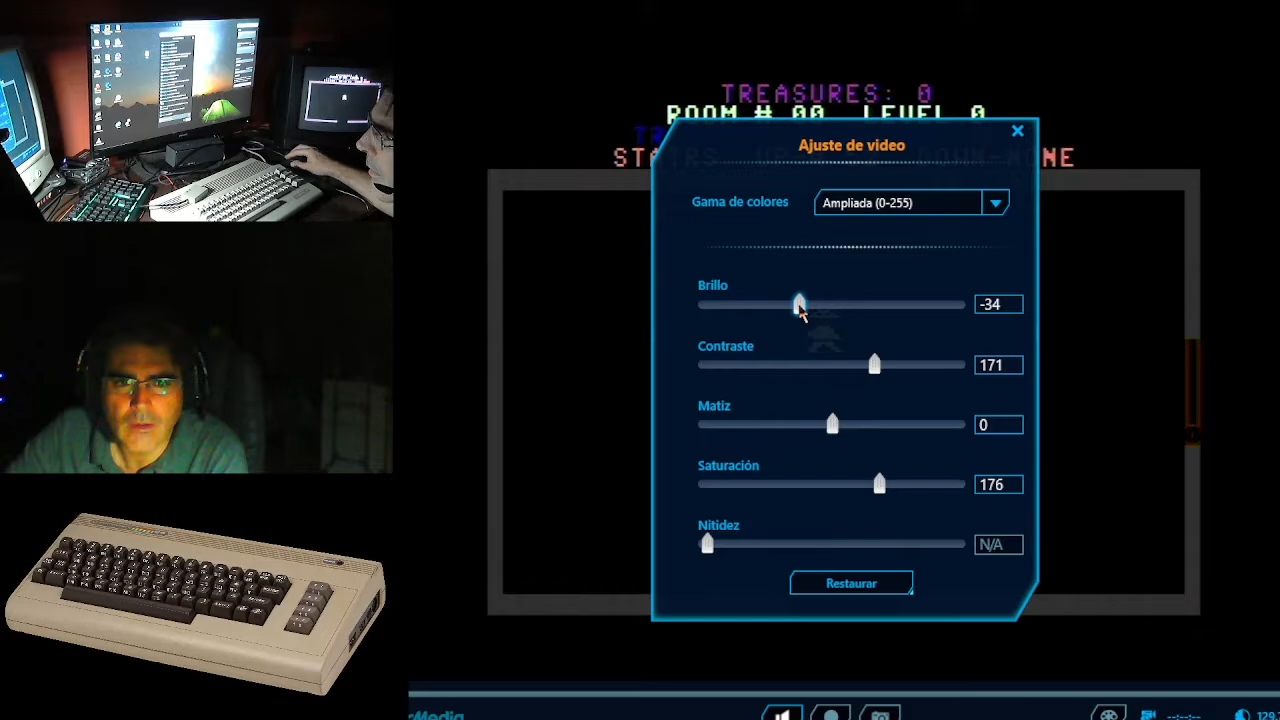 TREASURES: 0
ROOM # 00 LEVEL 0
Ajuste de video
Gama de colores
Ampliada (0-255)
Brillo
-34
Contraste
171
Matiz
0
Saturación
176
Nitidez
N/A
Restaurar
--:--:--